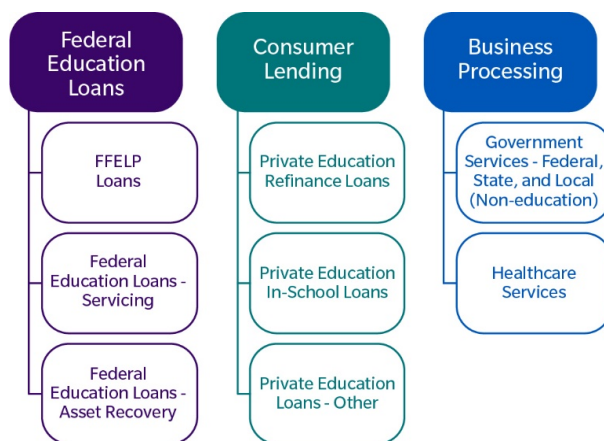 Federal
Education
Loans
FFELP
Loans
Federal
Education Loans -
Servicing
Federal
Education Loans -
Asset Recovery
Consumer
Lending
Private Education
Refinance Loans
Private Education
In-School Loans
Private Education
Loans - Other
Business
Processing
Government
Services - Federal,
State, and Local
(Non-education)
Healthcare
Services